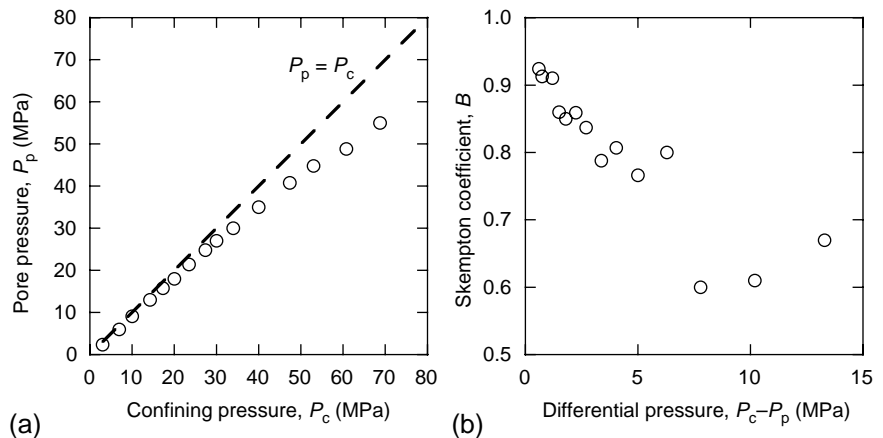 80
70
60
50
40
30
20
10
0
Pore pressure, Pp (MPa)
Pp = Pc
0 10 20 30 40 50 60 70 80
(a) Confining pressure, Pc (MPa)
1.0
0.9
0.8
0.7
0.6
0.5
Skempton coefficient, B
0 5 10 15
(b) Differential pressure, Pc–Pp (MPa)